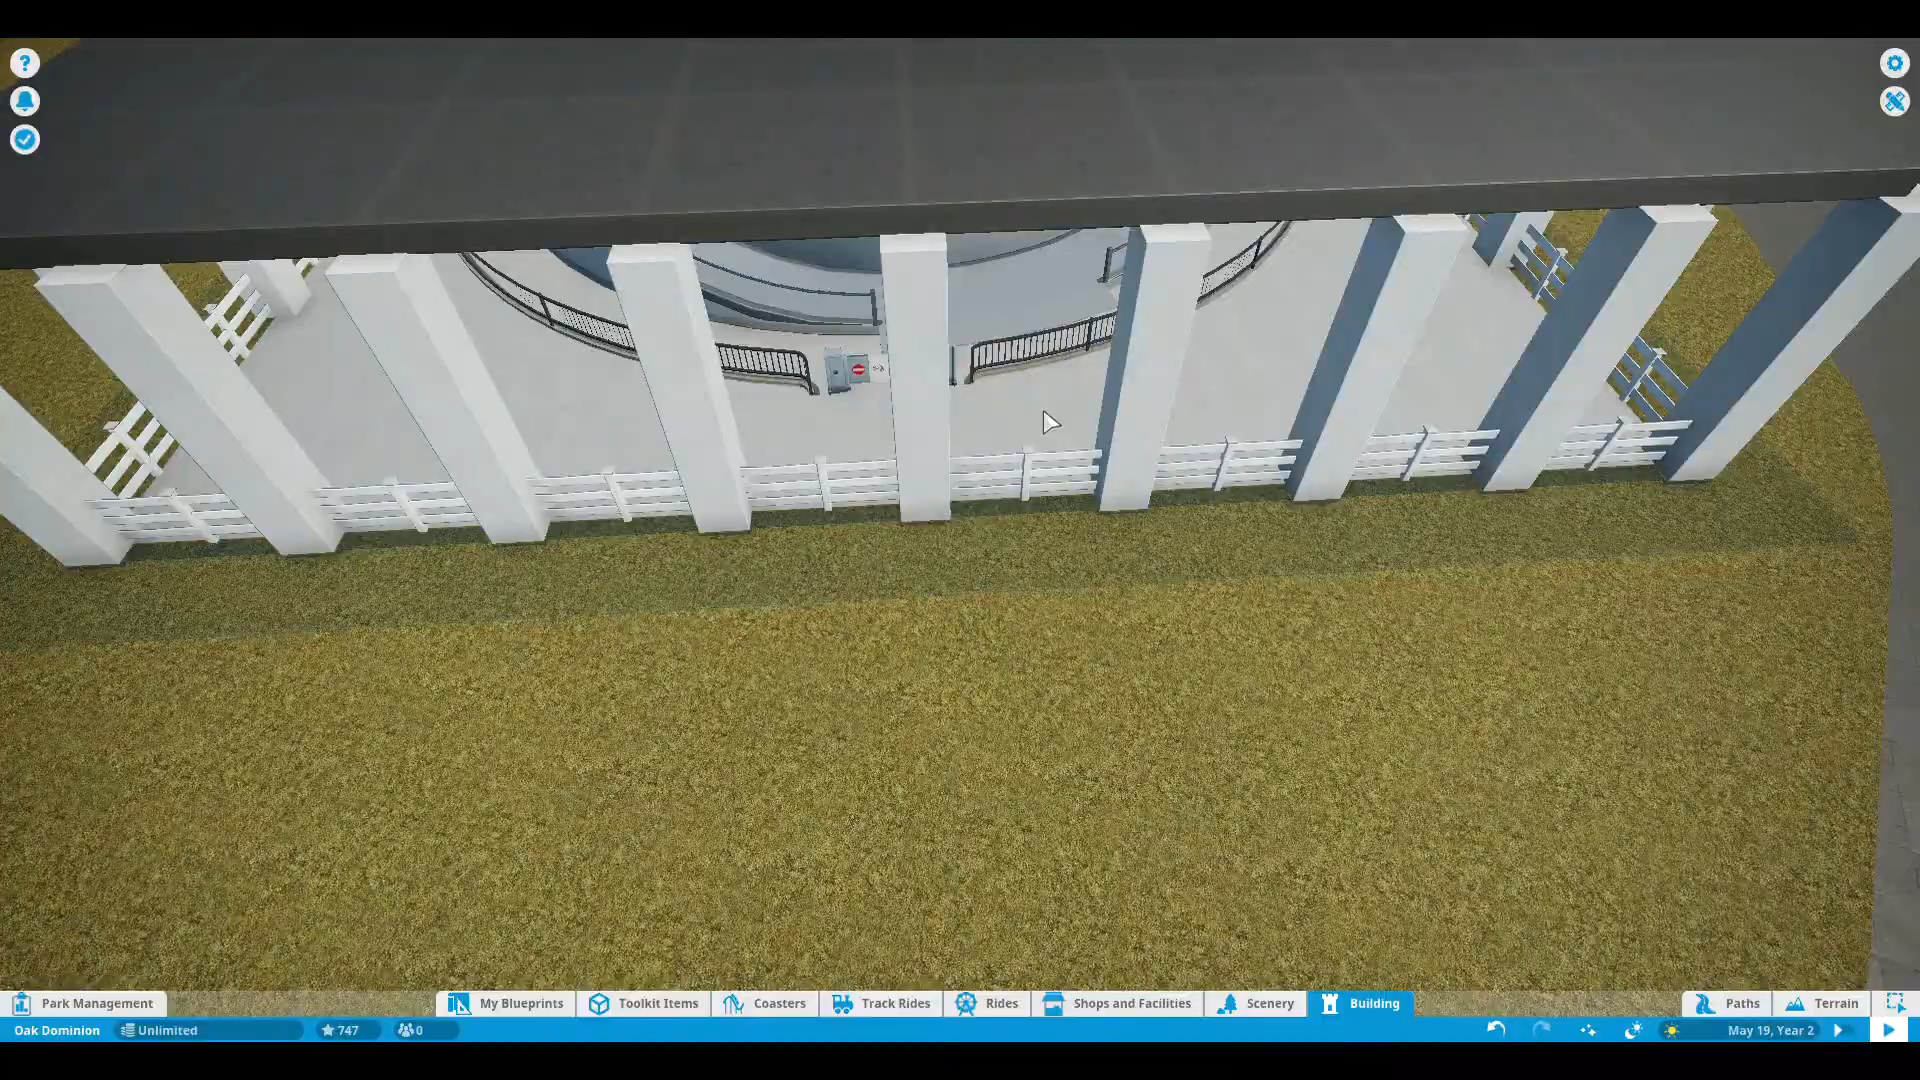 ?
Park Management
My Blueprints
Toolkit Items
Coasters
Track Rides
Rides
Shops and Facilities
Scenery
Building
Paths
Terrain
Oak Dominion
Unlimited
747
0
May 19, Year 2